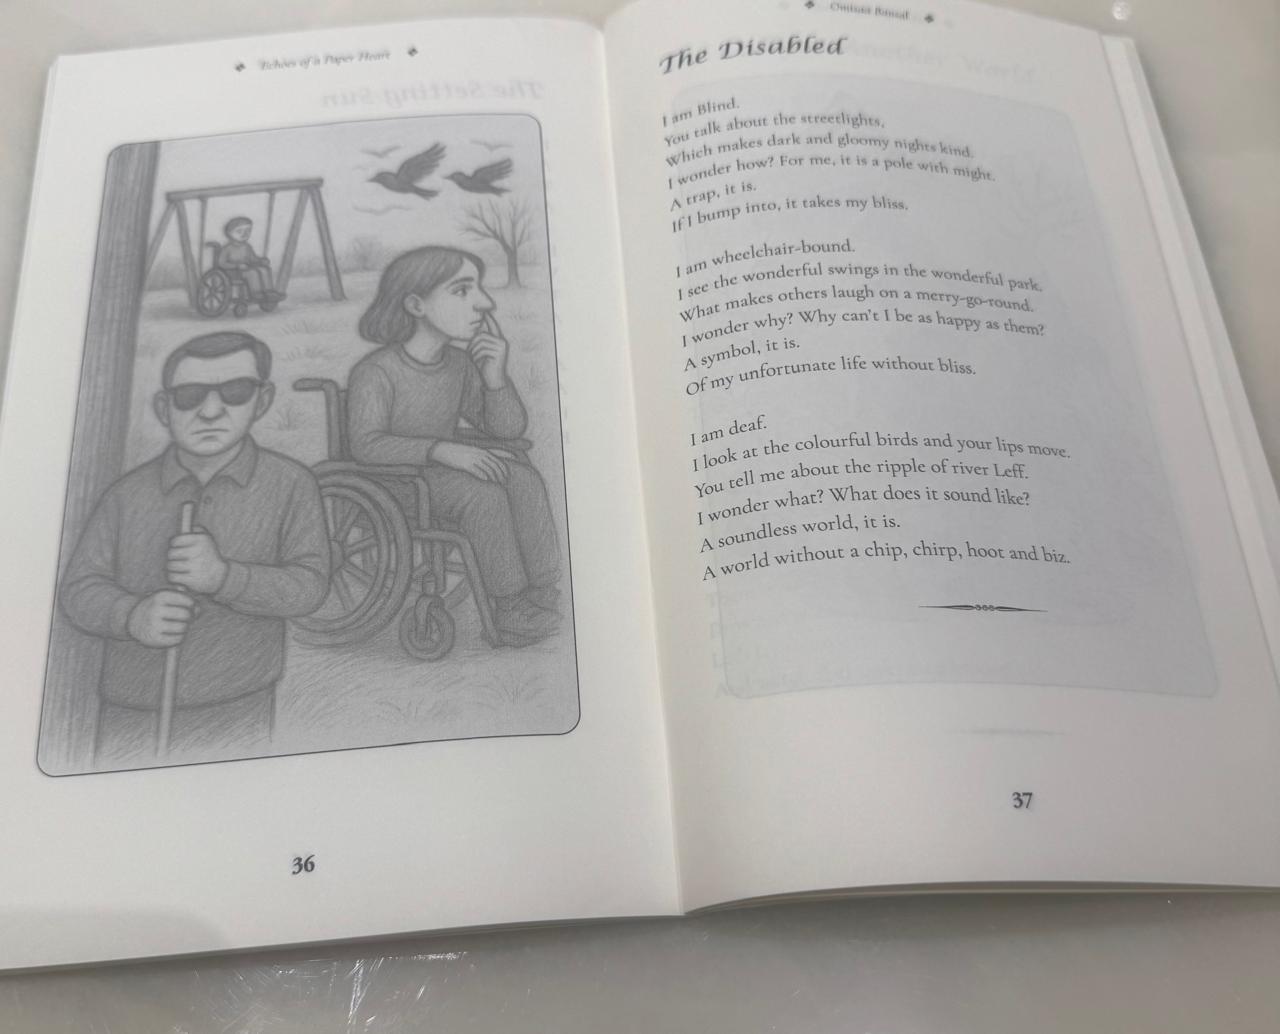 Echoes of a Paper Heart
The Setting Sun
36
The Disabled
I am Blind.
You talk about the streetlights,
Which makes dark and gloomy nights kind.
I wonder how? For me, it is a pole with might.
A trap, it is.
If I bump into, it takes my bliss.
I am wheelchair-bound.
I see the wonderful swings in the wonderful park.
What makes others laugh on a merry-go-round.
I wonder why? Why can't I be as happy as them?
A symbol, it is.
Of my unfortunate life without bliss.
I am deaf.
I look at the colourful birds and your lips move.
You tell me about the ripple of river Leff.
I wonder what? What does it sound like?
A soundless world, it is.
A world without a chip, chirp, hoot and biz.
37